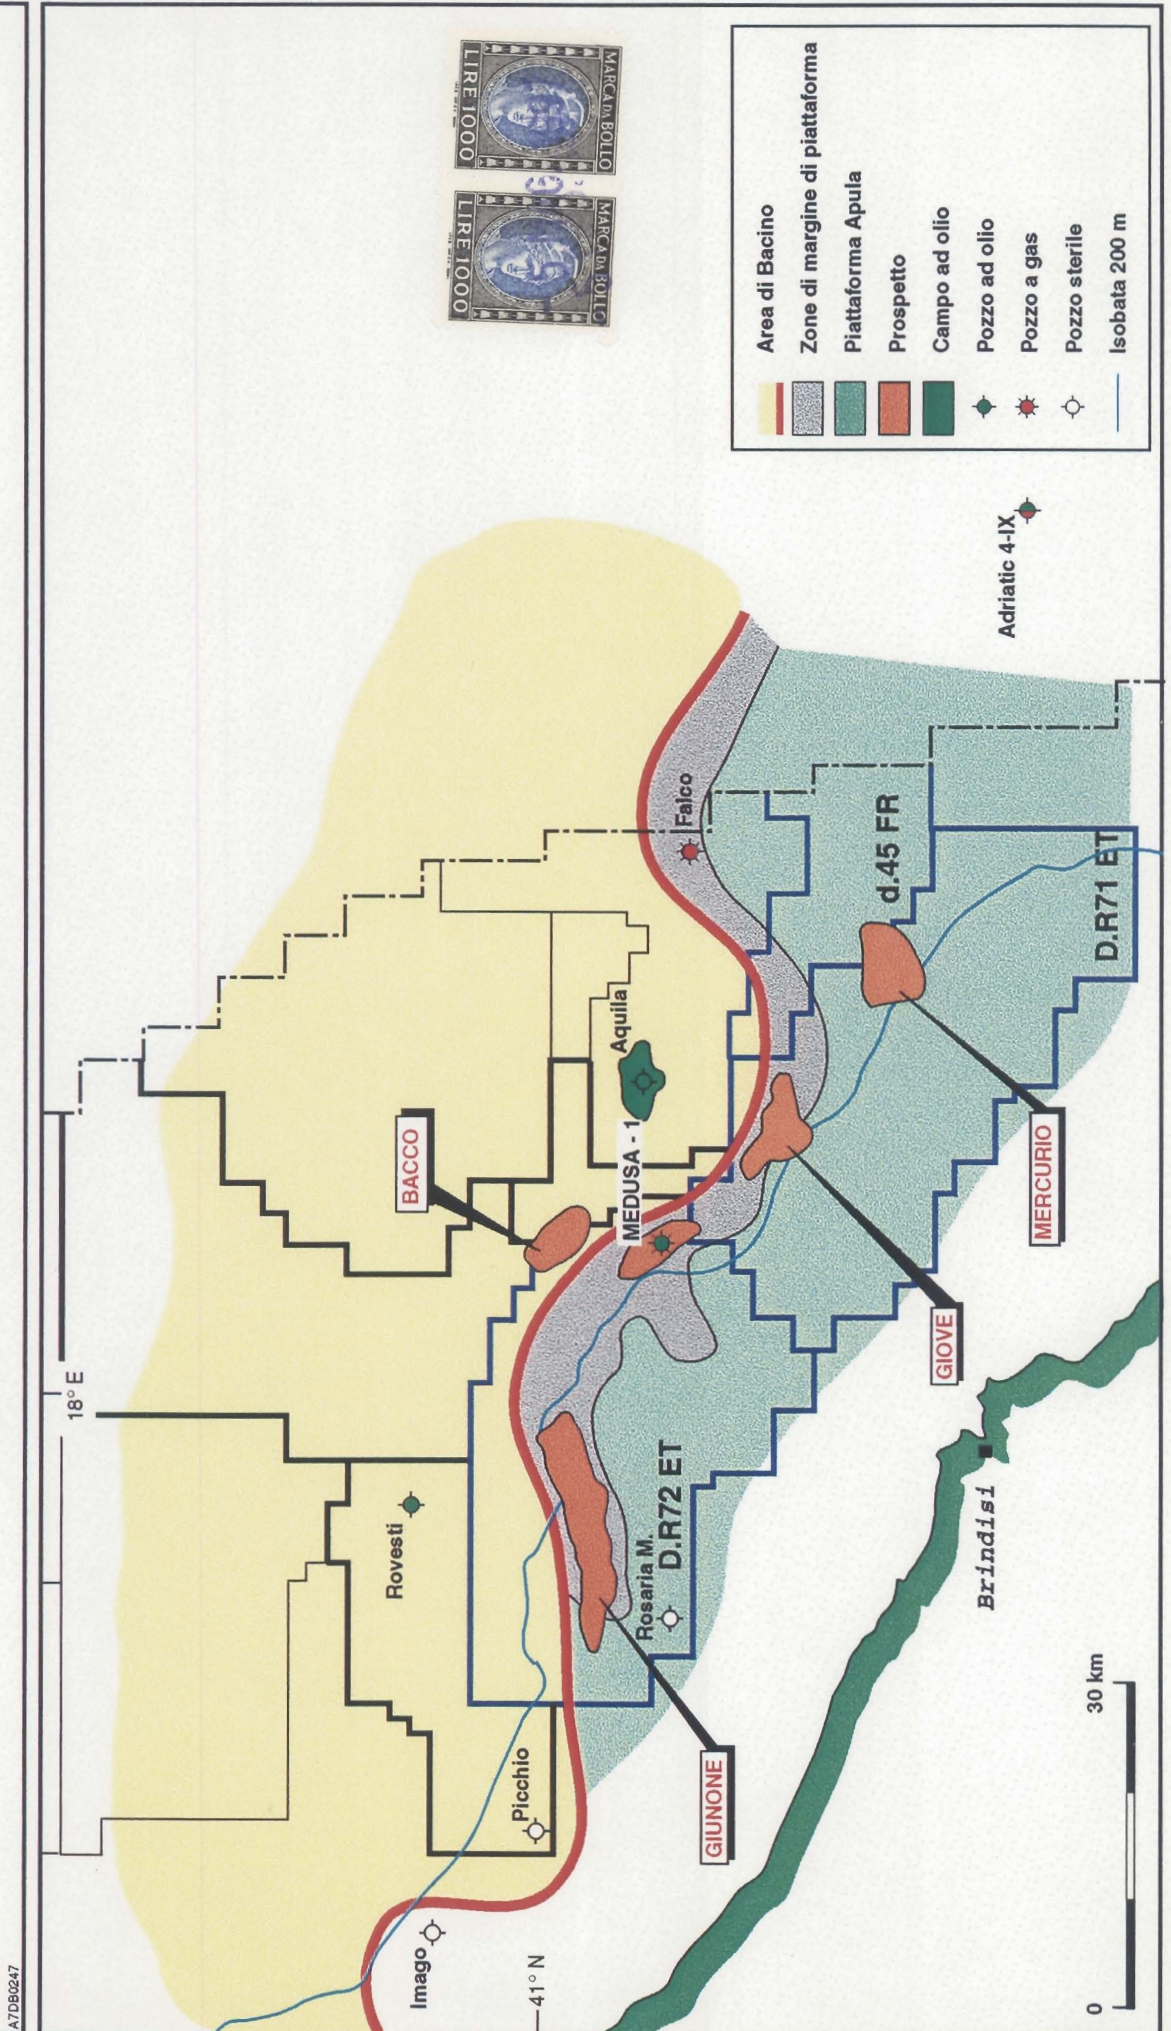 A7DB0247
MARCA DA BOLLO
LIRE 1000
MARCA DA BOLLO
LIRE 1000
Area di Bacino
Zone di margine di piattaforma
Piattaforma Apula
Prospetto
Campo ad olio
Pozzo ad olio
Pozzo a gas
Pozzo sterile
Isobata 200 m
18° E
41° N
Imago
Picchio
Rovesti
Rosaria M.
D.R72 ET
BACCO
MEDUSA - 1
Aquila
Falco
d.45 FR
D.R71 ET
Adriatic 4-IX
GIUNONE
GIOVE
MERCURIO
Brindisi
0
30 km